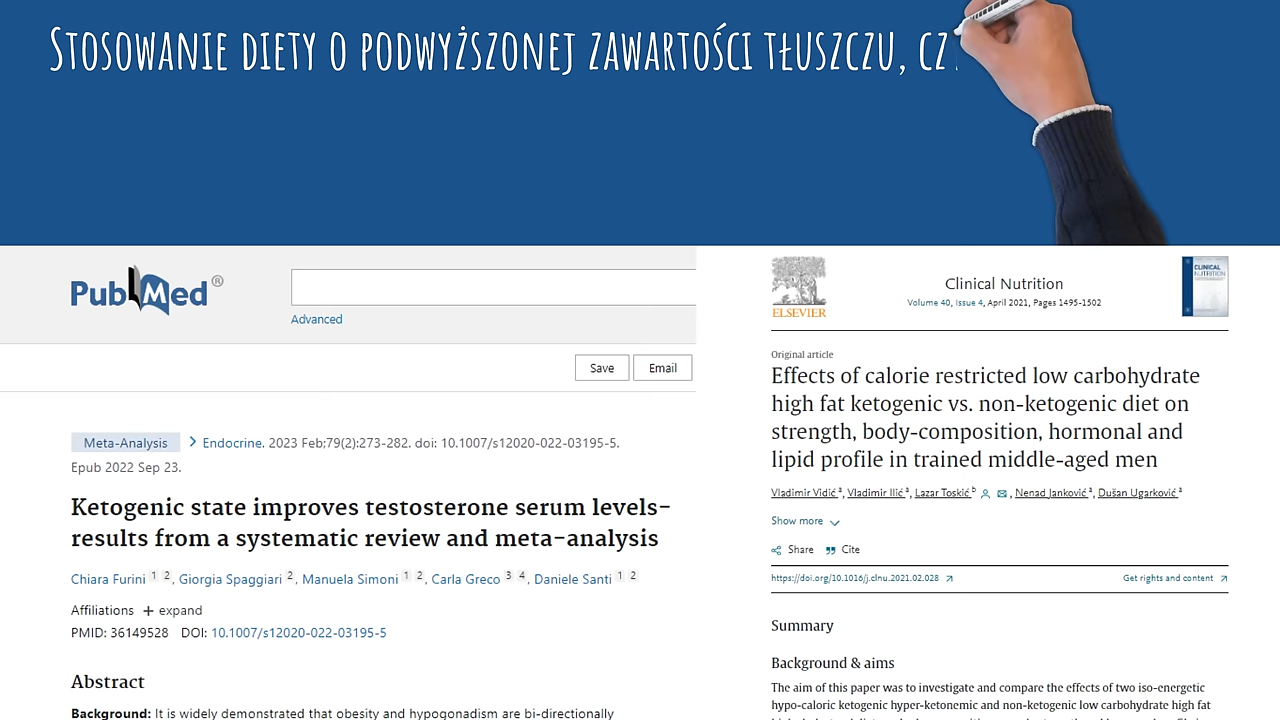 Stosowanie diety o podwyższonej zawartości tłuszczu, cz
PubMed®
Advanced
Save Email
Meta-Analysis > Endocrine. 2023 Feb;79(2):273-282. doi: 10.1007/s12020-022-03195-5.
Epub 2022 Sep 23.
Ketogenic state improves testosterone serum levels-
results from a systematic review and meta-analysis
Chiara Furini 1 2, Giorgia Spaggiari 2, Manuela Simoni 1 2, Carla Greco 3 4, Daniele Santi 1 2
Affiliations + expand
PMID: 36149528 DOI: 10.1007/s12020-022-03195-5
Abstract
Background: It is widely demonstrated that obesity and hypogonadism are bi-directionally
ELSEVIER
Clinical Nutrition
Volume 40, Issue 4, April 2021, Pages 1495-1502
CLINICAL
NUTRITION
Original article
Effects of calorie restricted low carbohydrate
high fat ketogenic vs. non-ketogenic diet on
strength, body-composition, hormonal and
lipid profile in trained middle-aged men
Vladimir Vidić a, Vladimir Ilić a, Lazar Toskić b, Nenad Janković a, Dušan Ugarković a
Show more
Share Cite
https://doi.org/10.1016/j.clnu.2021.02.028 Get rights and content
Summary
Background & aims
The aim of this paper was to investigate and compare the effects of two iso-energetic
hypo-caloric ketogenic hyper-ketonemic and non-ketogenic low carbohydrate high fat